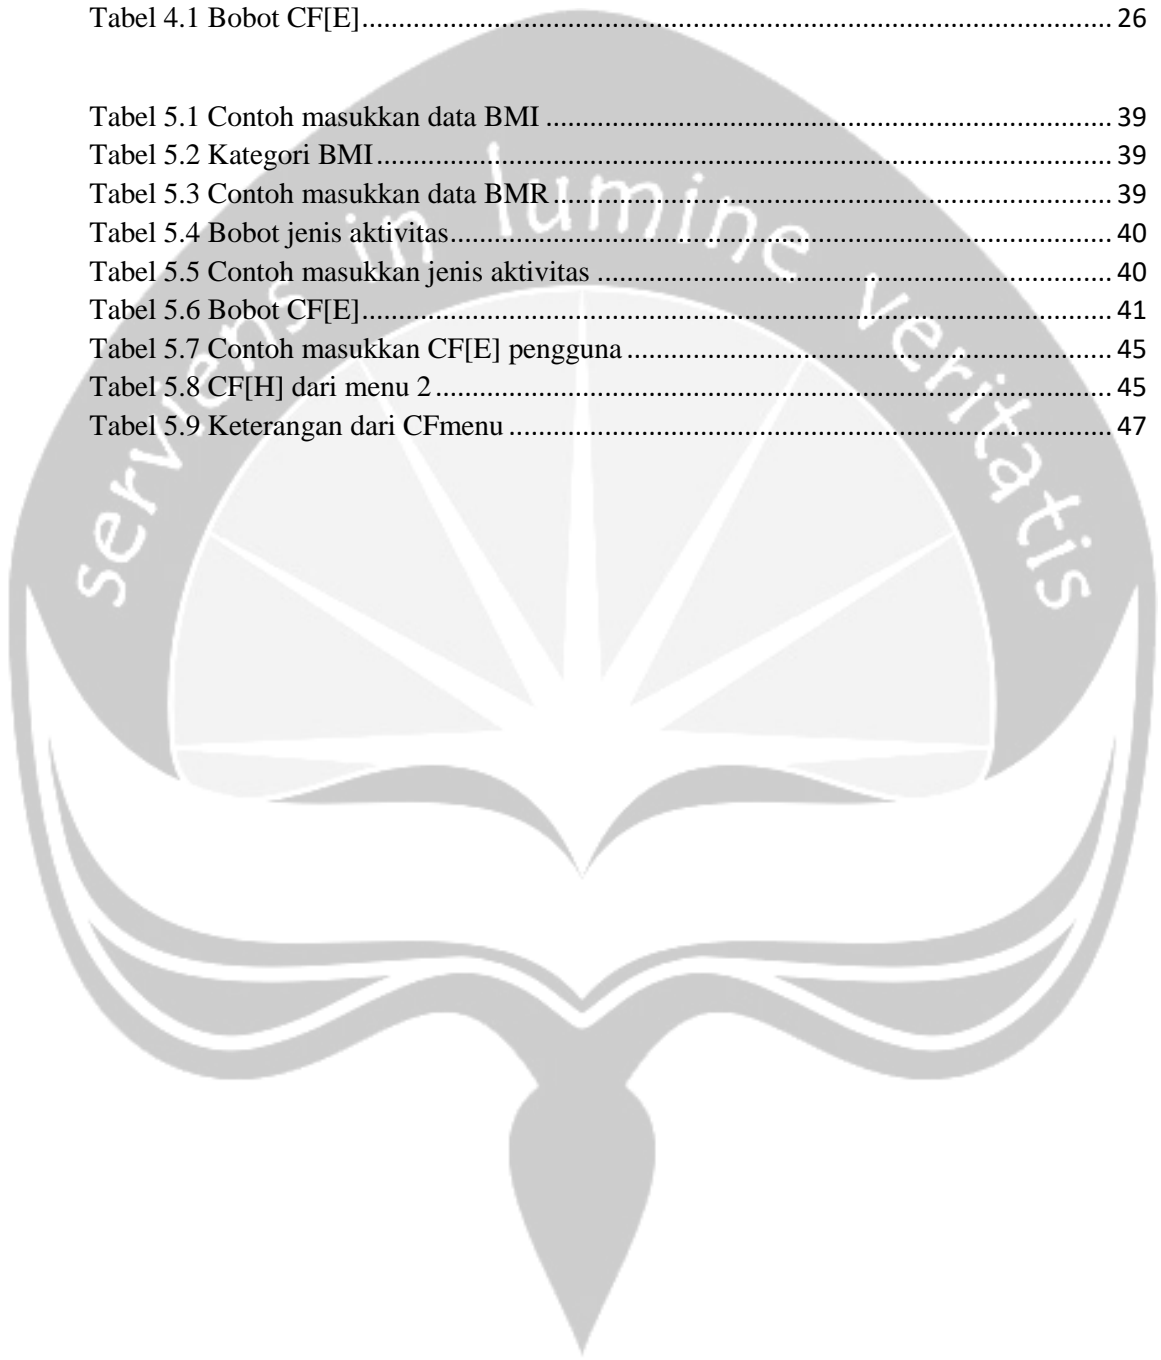 Tabel 4.1 Bobot CF[E]........ 26
Tabel 5.1 Contoh masukkan data BMI........ 39
Tabel 5.2 Kategori BMI........ 39
Tabel 5.3 Contoh masukkan data BMR........ 39
Tabel 5.4 Bobot jenis aktivitas........ 40
Tabel 5.5 Contoh masukkan jenis aktivitas........ 40
Tabel 5.6 Bobot CF[E]........ 41
Tabel 5.7 Contoh masukkan CF[E] pengguna........ 45
Tabel 5.8 CF[H] dari menu 2........ 45
Tabel 5.9 Keterangan dari CFmenu........ 47
serviens in lumine veritatis